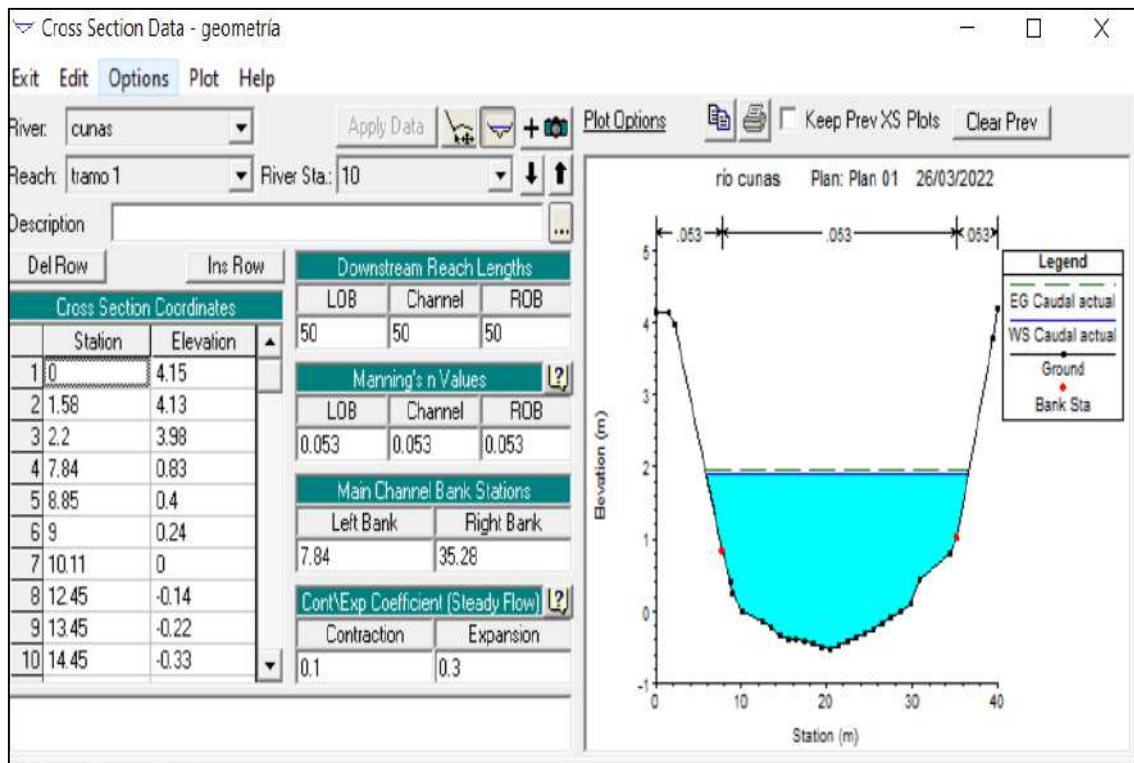 Cross Section Data - geometría
Exit Edit Options Plot Help
River: cunas
Apply Data
Plot Options
Keep Prev XS Plots
Clear Prev
Reach: tramo 1
River Sta.: 10
Description
...
Del Row
Ins Row
Cross Section Coordinates
Station Elevation
1 0 4.15
2 1.58 4.13
3 2.2 3.98
4 7.84 0.83
5 8.85 0.4
6 9 0.24
7 10.11 0
8 12.45 -0.14
9 13.45 -0.22
10 14.45 -0.33
Downstream Reach Lengths
LOB Channel ROB
50 50 50
Manning's n Values
LOB Channel ROB
0.053 0.053 0.053
Main Channel Bank Stations
Left Bank Right Bank
7.84 35.28
Cont\Exp Coefficient (Steady Flow)
Contraction Expansion
0.1 0.3
río cunas Plan: Plan 01 26/03/2022
.053 .053 .053
5
4
3
2
1
0
-1
Elevation (m)
0 10 20 30 40
Station (m)
Legend
EG Caudal actual
WS Caudal actual
Ground
Bank Sta